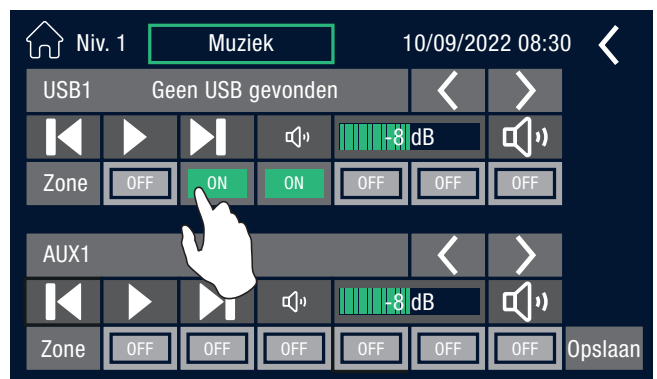 Niv. 1 Muziek 10/09/2022 08:30
USB1 Geen USB gevonden
-8 dB
Zone OFF ON ON OFF OFF OFF
AUX1
-8 dB
Zone OFF OFF OFF OFF OFF OFF Opslaan